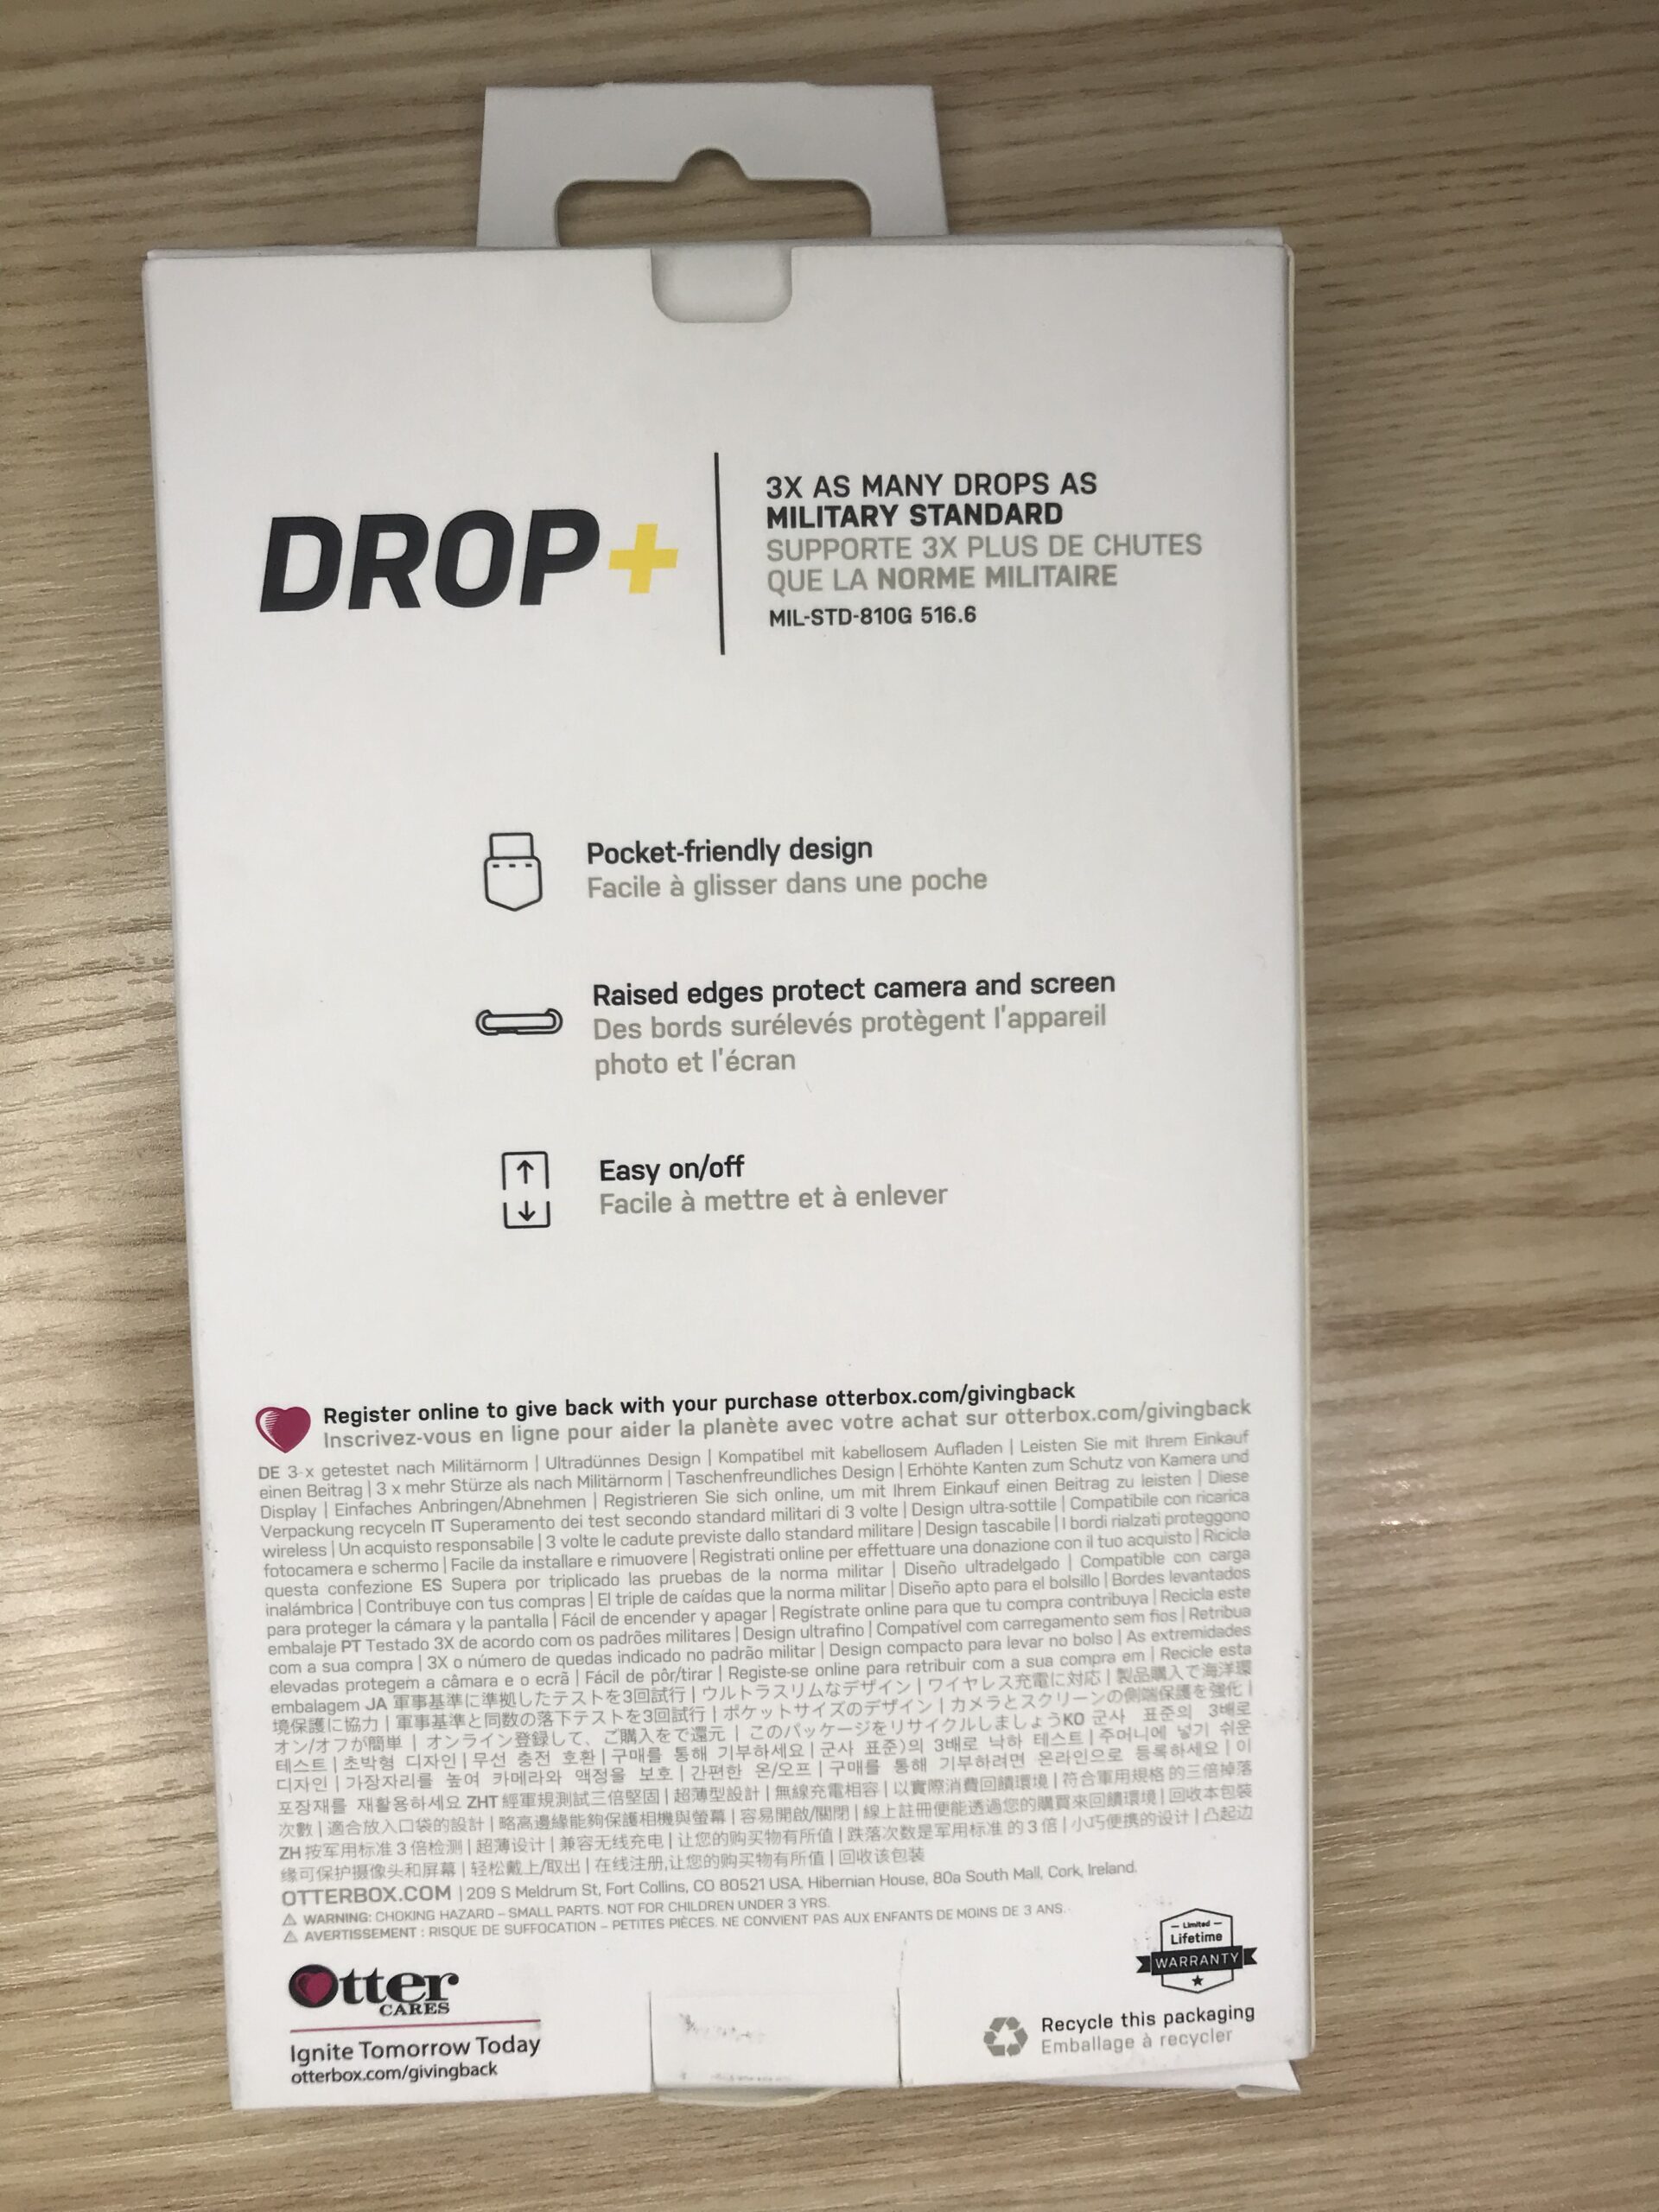 DROP+
3X AS MANY DROPS AS
MILITARY STANDARD
SUPPORTE 3X PLUS DE CHUTES
QUE LA NORME MILITAIRE
MIL-STD-810G 516.6
Pocket-friendly design
Facile à glisser dans une poche
Raised edges protect camera and screen
Des bords surélevés protègent l'appareil
photo et l'écran
Easy on/off
Facile à mettre et à enlever
Register online to give back with your purchase otterbox.com/givingback
Inscrivez-vous en ligne pour aider la planète avec votre achat sur otterbox.com/givingback
DE 3-x getestet nach Militärnorm | Ultradünnes Design | Kompatibel mit kabellosem Aufladen | Leisten Sie mit Ihrem Einkauf
einen Beitrag | 3 x mehr Stürze als nach Militärnorm | Taschenfreundliches Design | Erhöhte Kanten zum Schutz von Kamera und
Display | Einfaches Anbringen/Abnehmen | Registrieren Sie sich online, um mit Ihrem Einkauf einen Beitrag zu leisten | Diese
Verpackung recyceln IT Superamento dei test secondo standard militari di 3 volte | Design ultra-sottile | Compatibile con ricarica
wireless | Un acquisto responsabile | 3 volte le cadute previste dallo standard militare | Design tascabile | I bordi rialzati proteggono
fotocamera e schermo | Facile da installare e rimuovere | Registrati online per effettuare una donazione con il tuo acquisto | Ricicla
questa confezione ES Supera por triplicado las pruebas de la norma militar | Diseño ultradelgado | Compatible con carga
inalámbrica | Contribuye con tus compras | El triple de caídas que la norma militar | Diseño apto para el bolsillo | Bordes levantados
para proteger la cámara y la pantalla | Fácil de encender y apagar | Regístrate online para que tu compra contribuya | Recicla este
embalaje PT Testado 3X de acordo com os padrões militares | Design ultrafino | Compatível com carregamento sem fios | Retribua
com a sua compra | 3X o número de quedas indicado no padrão militar | Design compacto para levar no bolso | As extremidades
elevadas protegem a câmara e o ecrã | Fácil de pôr/tirar | Registe-se online para retribuir com a sua compra em | Recicle esta
embalagem JA 軍事基準に準拠したテストを3回試行 | ウルトラスリムなデザイン | ワイヤレス充電に対応 | 製品購入で海洋環
境保護に協力 | 軍事基準と同数の落下テストを3回試行 | ポケットサイズのデザイン | カメラとスクリーンの側端保護を強化 |
オン/オフが簡単 | オンライン登録して、ご購入をで還元 | このパッケージをリサイクルしましょうKO 군사 표준의 3배로
테스트 | 초박형 디자인 | 무선 충전 호환 | 구매를 통해 기부하세요 | 군사 표준)의 3배로 낙하 테스트 | 주머니에 넣기 쉬운
디자인 | 가장자리를 높여 카메라와 액정을 보호 | 간편한 온/오프 | 구매를 통해 기부하려면 온라인으로 등록하세요 | 이
포장재를 재활용하세요 ZHT 經軍規測試三倍堅固 | 超薄型設計 | 無線充電相容 | 以實際消費回饋環境 | 符合軍用規格 的三倍掉落
次數 | 適合放入口袋的設計 | 略高邊緣能夠保護相機與螢幕 | 容易開啟/關閉 | 線上註冊便能透過您的購買來回饋環境 | 回收本包裝
ZH 按军用标准 3 倍检测 | 超薄设计 | 兼容无线充电 | 让您的购买物有所值 | 跌落次数是军用标准 的 3 倍 | 小巧便携的设计 | 凸起边
缘可保护摄像头和屏幕 | 轻松戴上/取出 | 在线注册,让您的购买物有所值 | 回收该包装
OTTERBOX.COM | 209 S Meldrum St, Fort Collins, CO 80521 USA, Hibernian House, 80a South Mall, Cork, Ireland.
⚠ WARNING: CHOKING HAZARD – SMALL PARTS. NOT FOR CHILDREN UNDER 3 YRS.
⚠ AVERTISSEMENT : RISQUE DE SUFFOCATION – PETITES PIÈCES. NE CONVIENT PAS AUX ENFANTS DE MOINS DE 3 ANS.
Limited
Lifetime
WARRANTY
Otter
CARES
Ignite Tomorrow Today
otterbox.com/givingback
Recycle this packaging
Emballage à recycler